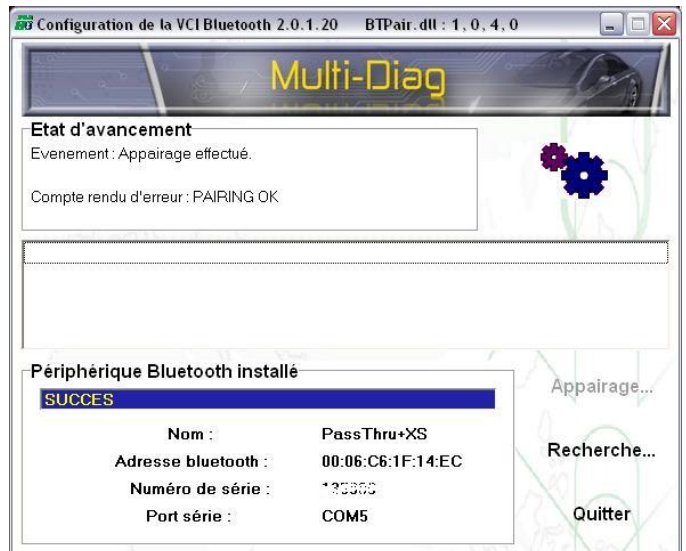 Configuration de la VCI Bluetooth 2.0.1.20 BTPair.dll : 1, 0, 4, 0
Multi-Diag
Etat d'avancement
Evenement : Appairage effectué.
Compte rendu d'erreur : PAIRING OK
Périphérique Bluetooth installé
SUCCES
Nom : PassThru+XS
Adresse bluetooth : 00:06:C6:1F:14:EC
Numéro de série :
Port série : COM5
Appairage...
Recherche...
Quitter